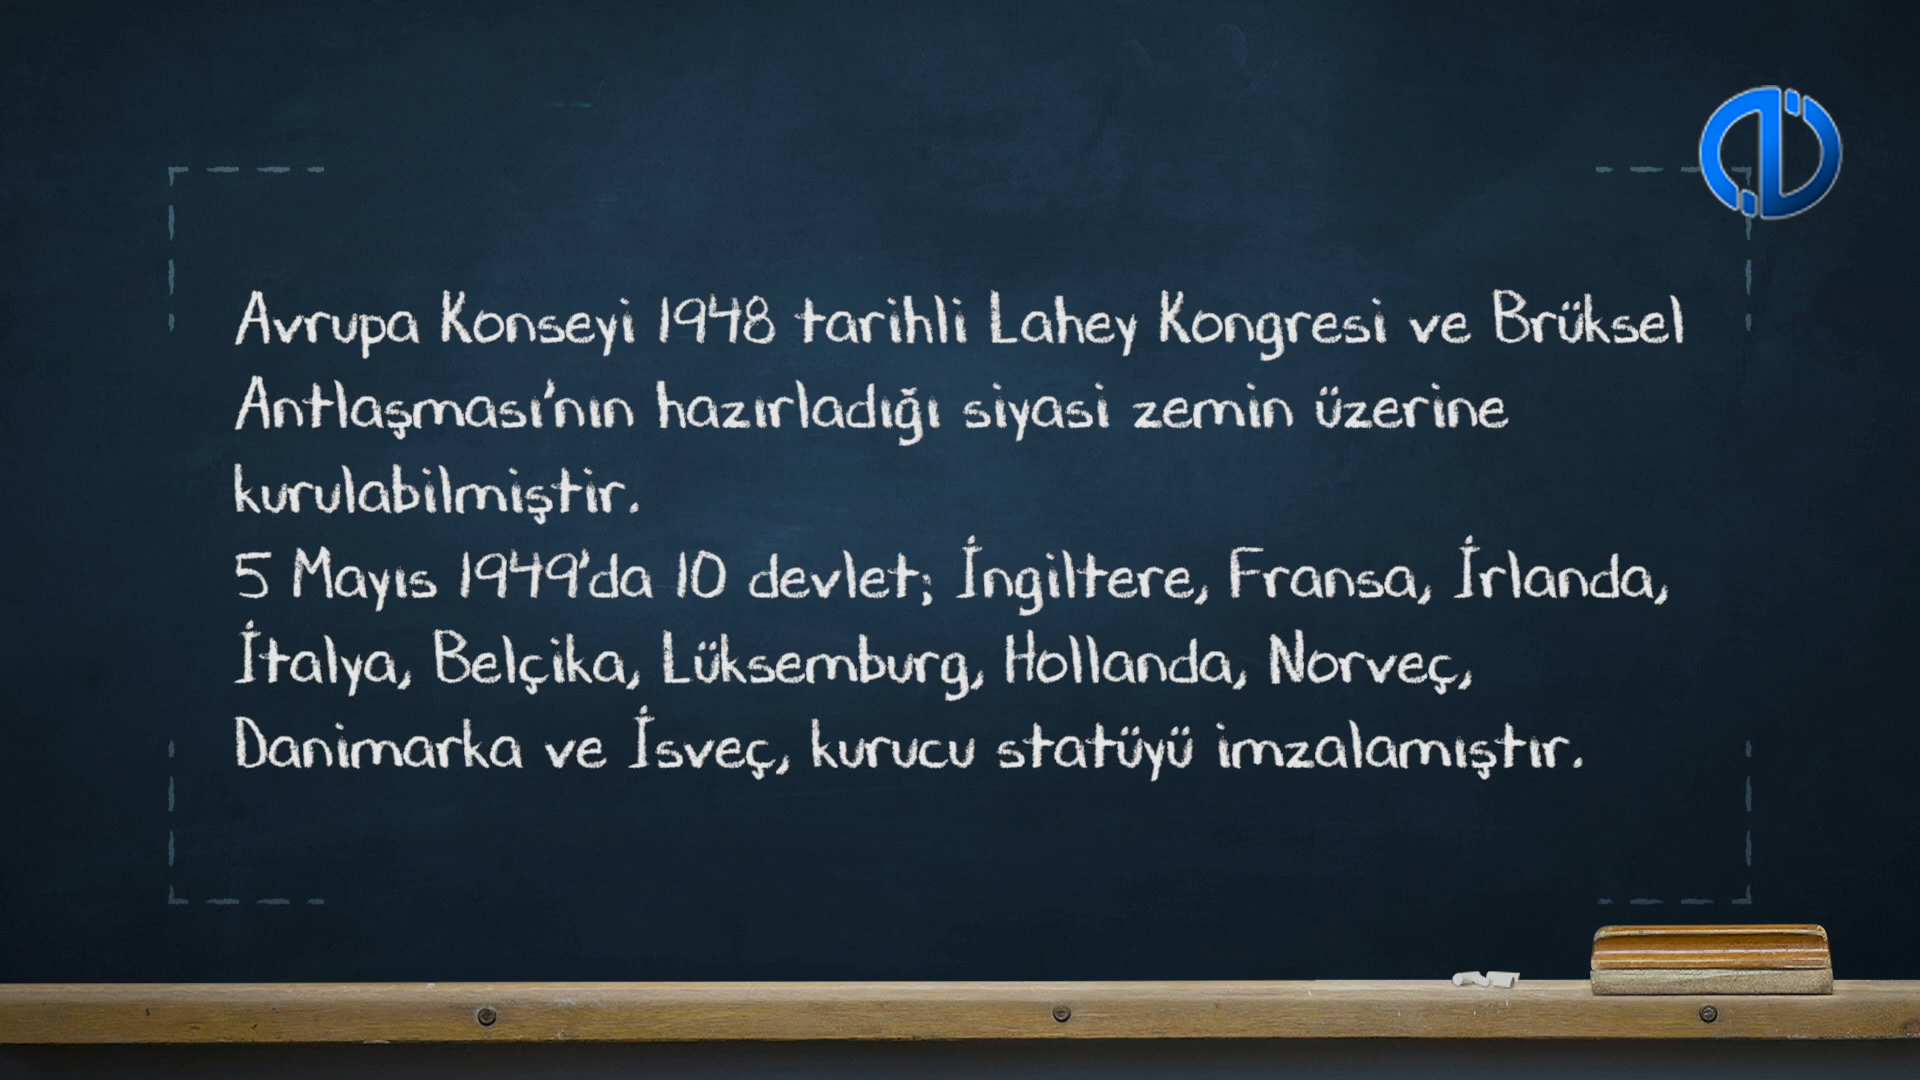 Avrupa Konseyi 1948 tarihli Lahey Kongresi ve Brüksel
Antlaşması'nın hazırladığı siyasi zemin üzerine
kurulabilmiştir.
5 Mayıs 1949'da 10 devlet; İngiltere, Fransa, İrlanda,
İtalya, Belçika, Lüksemburg, Hollanda, Norveç,
Danimarka ve İsveç, kurucu statüyü imzalamıştır.